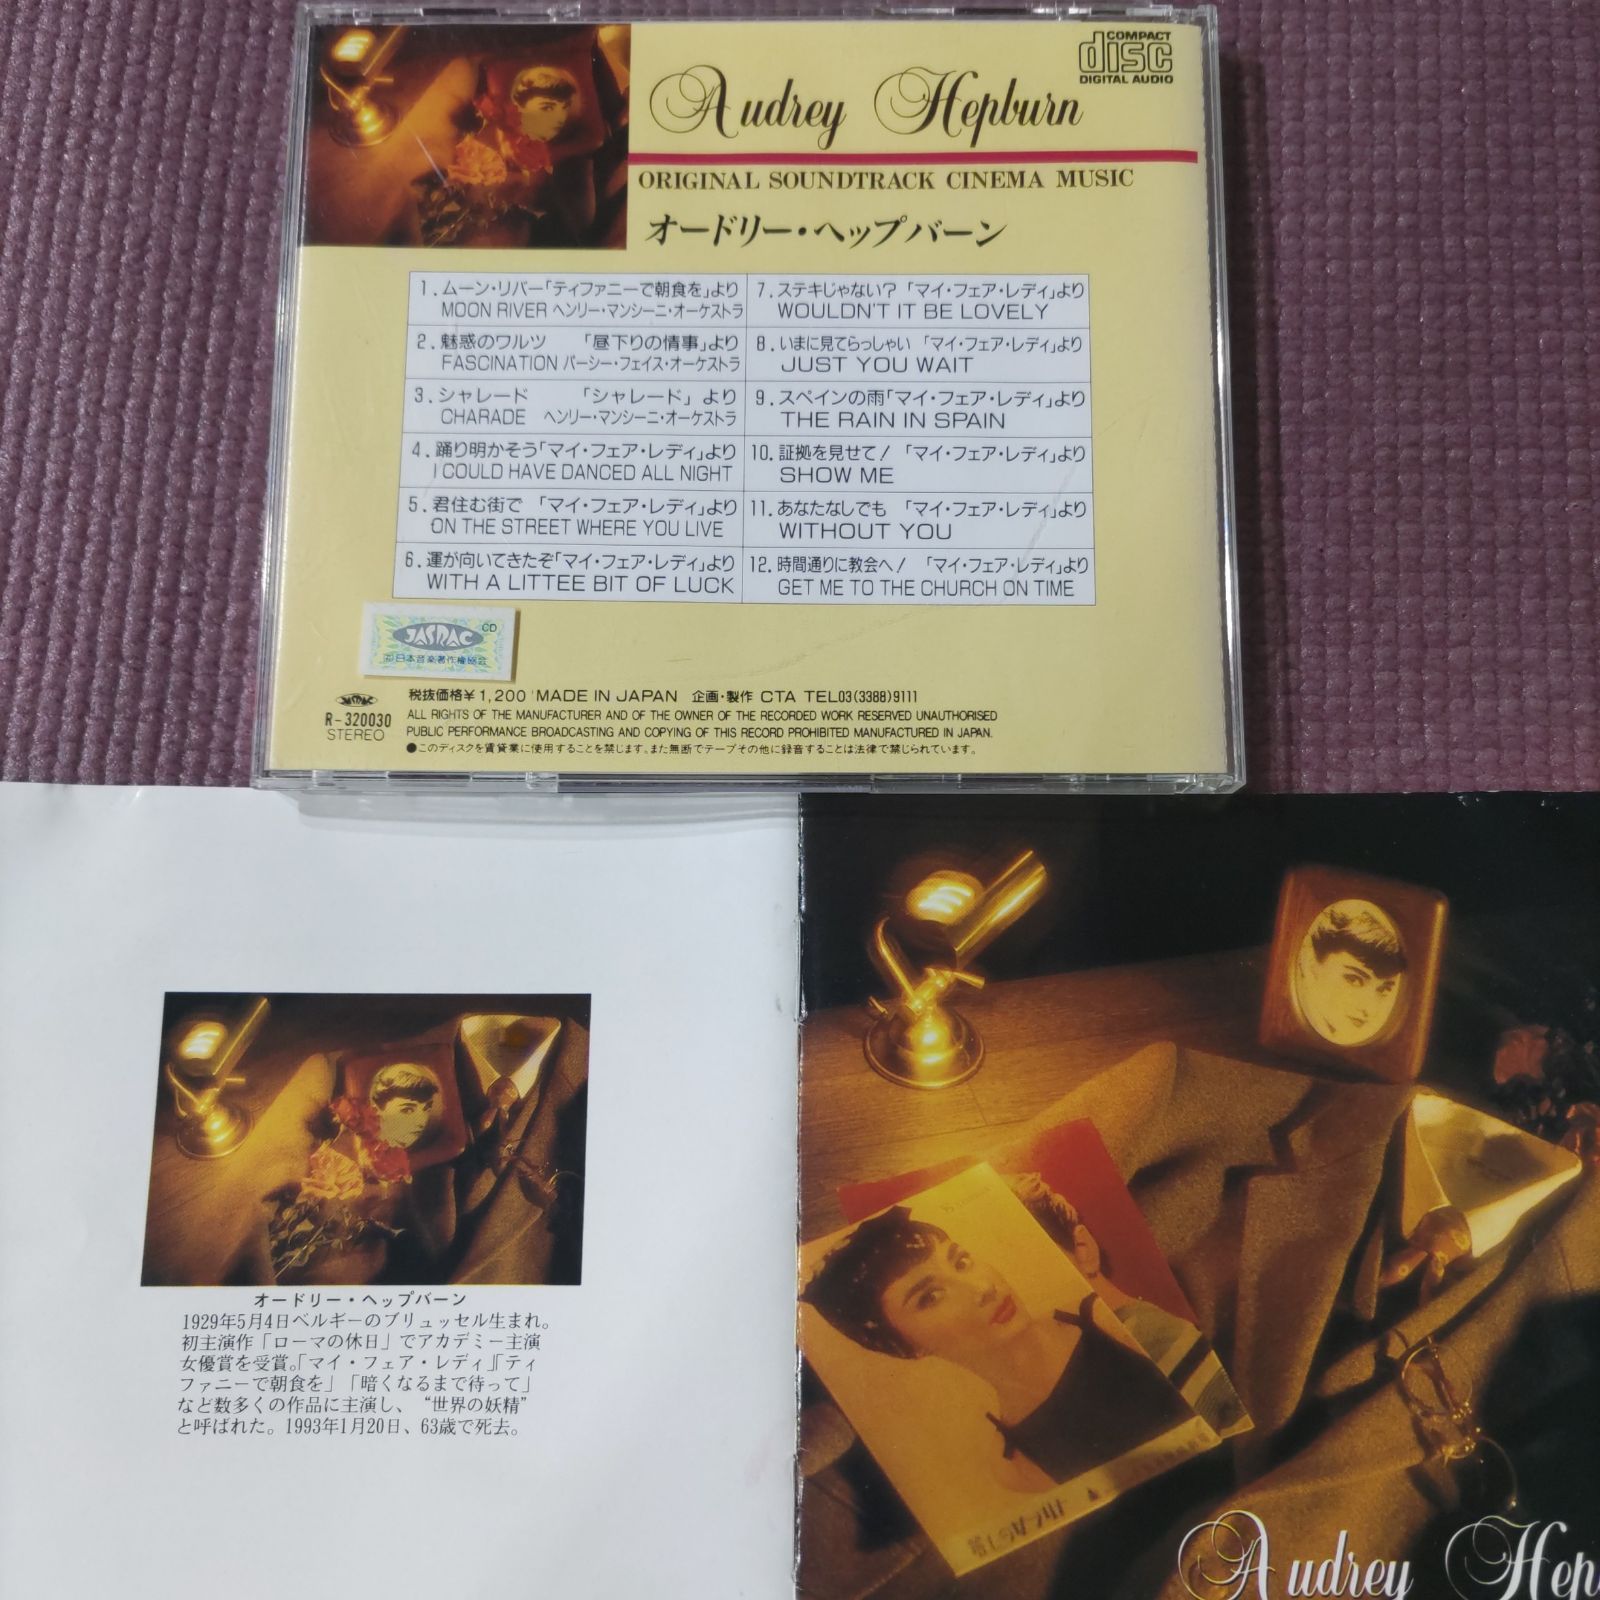 Audrey Hepburn
COMPACT
disc
DIGITAL AUDIO
ORIGINAL SOUNDTRACK CINEMA MUSIC
オードリー・ヘップバーン
1. ムーン・リバー「ティファニーで朝食を」より
MOON RIVER ヘンリー・マンシーニ・オーケストラ
2. 魅惑のワルツ 「昼下りの情事」より
FASCINATION パーシー・フェイス・オーケストラ
3. シャレード 「シャレード」より
CHARADE ヘンリー・マンシーニ・オーケストラ
4. 踊り明かそう「マイ・フェア・レディ」より
I COULD HAVE DANCED ALL NIGHT
5. 君住む街で 「マイ・フェア・レディ」より
ON THE STREET WHERE YOU LIVE
6. 運が向いてきたぞ「マイ・フェア・レディ」より
WITH A LITTEE BIT OF LUCK
7. ステキじゃない? 「マイ・フェア・レディ」より
WOULDN'T IT BE LOVELY
8. いまに見てらっしゃい 「マイ・フェア・レディ」より
JUST YOU WAIT
9. スペインの雨「マイ・フェア・レディ」より
THE RAIN IN SPAIN
10. 証拠を見せて! 「マイ・フェア・レディ」より
SHOW ME
11. あなたなしでも 「マイ・フェア・レディ」より
WITHOUT YOU
12. 時間通りに教会へ! 「マイ・フェア・レディ」より
GET ME TO THE CHURCH ON TIME
CD
JASRAC
日本音楽著作権協会
JASRAC
R-320030
STEREO
税抜価格¥1,200 MADE IN JAPAN 企画・製作 CTA TEL03(3388)9111
ALL RIGHTS OF THE MANUFACTURER AND OF THE OWNER OF THE RECORDED WORK RESERVED UNAUTHORISED
PUBLIC PERFORMANCE BROADCASTING AND COPYING OF THIS RECORD PROHIBITED MANUFACTURED IN JAPAN.
●このディスクを賃貸業に使用することを禁じます。また無断でテープその他に録音することは法律で禁じられています。
オードリー・ヘップバーン
1929年5月4日ベルギーのブリュッセル生まれ。
初主演作「ローマの休日」でアカデミー主演
女優賞を受賞。「マイ・フェア・レディ」「ティ
ファニーで朝食を」「暗くなるまで待って」
など数多くの作品に主演し、“世界の妖精”
と呼ばれた。1993年1月20日、63歳で死去。
Audrey Hep